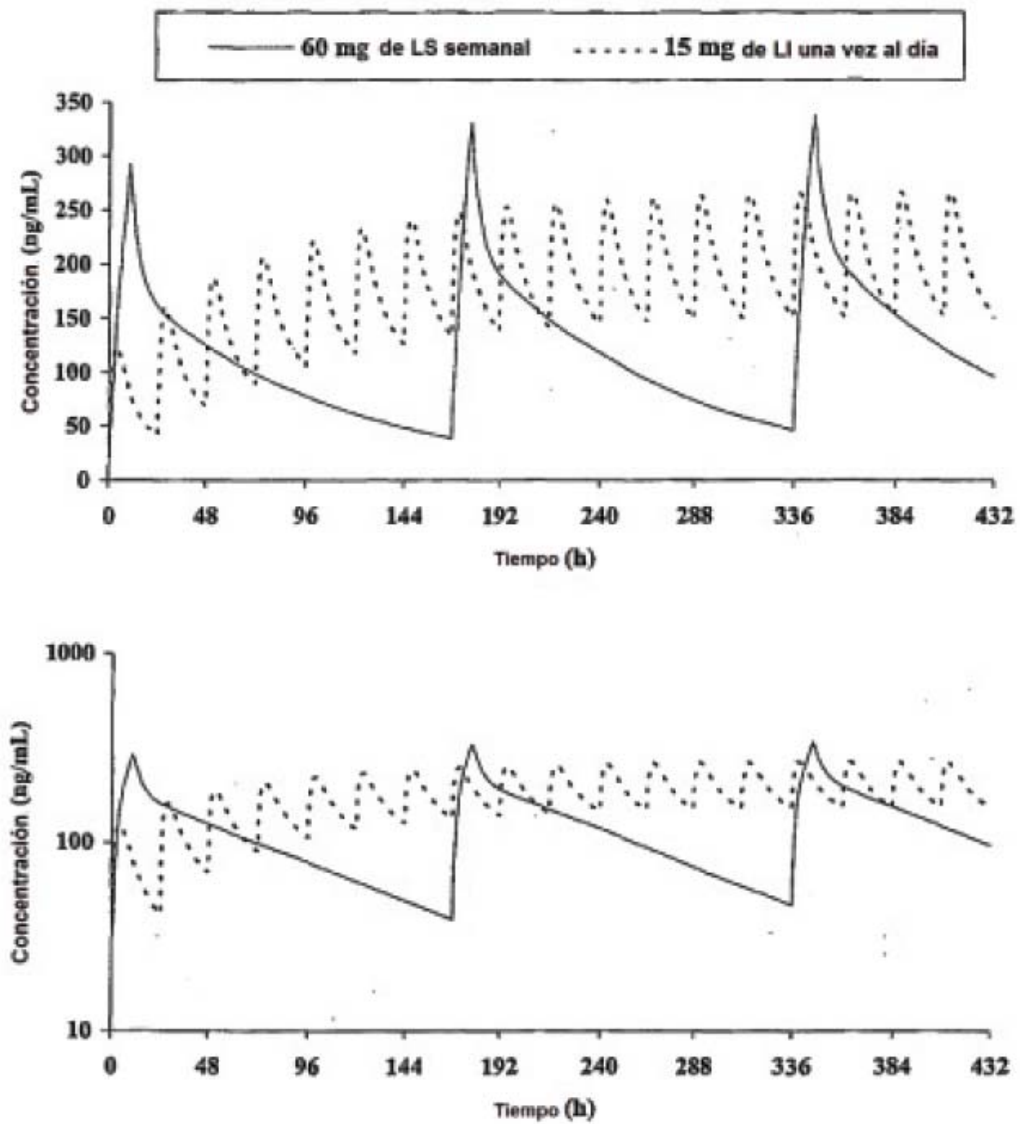 60 mg de LS semanal 15 mg de LI una vez al día
350
300
250
200
150
100
50
0
Concentración (ng/mL)
0 48 96 144 192 240 288 336 384 432
Tiempo (h)
1000
100
10
Concentración (ng/mL)
0 48 96 144 192 240 288 336 384 432
Tiempo (h)